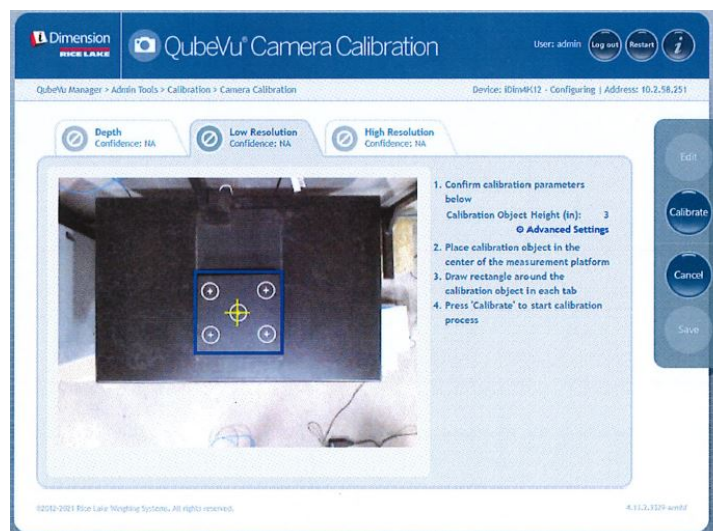 iDimension
RICE LAKE
QubeVu® Camera Calibration
User: admin
Log out
Restart
i
QubeVu Manager > Admin Tools > Calibration > Camera Calibration
Device: iDim4K12 - Configuring | Address: 10.2.58.251
Depth
Confidence: NA
Low Resolution
Confidence: NA
High Resolution
Confidence: NA
1. Confirm calibration parameters
below
Calibration Object Height (in): 3
Advanced Settings
2. Place calibration object in the
center of the measurement platform
3. Draw rectangle around the
calibration object in each tab
4. Press 'Calibrate' to start calibration
process
Edit
Calibrate
Cancel
Save
©2012-2021 Rice Lake Weighing Systems, All rights reserved.